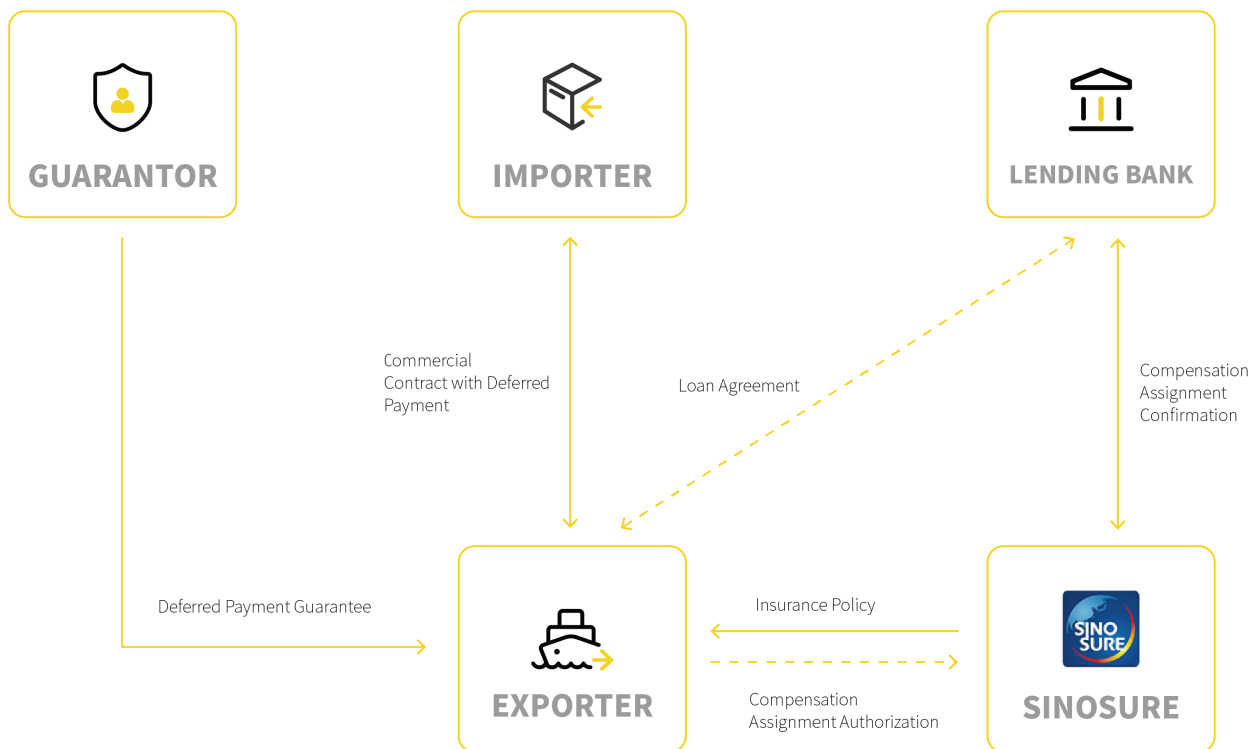 GUARANTOR
IMPORTER
LENDING BANK
Commercial
Contract with Deferred
Payment
Loan Agreement
Compensation
Assignment
Confirmation
Deferred Payment Guarantee
Insurance Policy
SINO
SURE
Compensation
Assignment Authorization
EXPORTER
SINOSURE